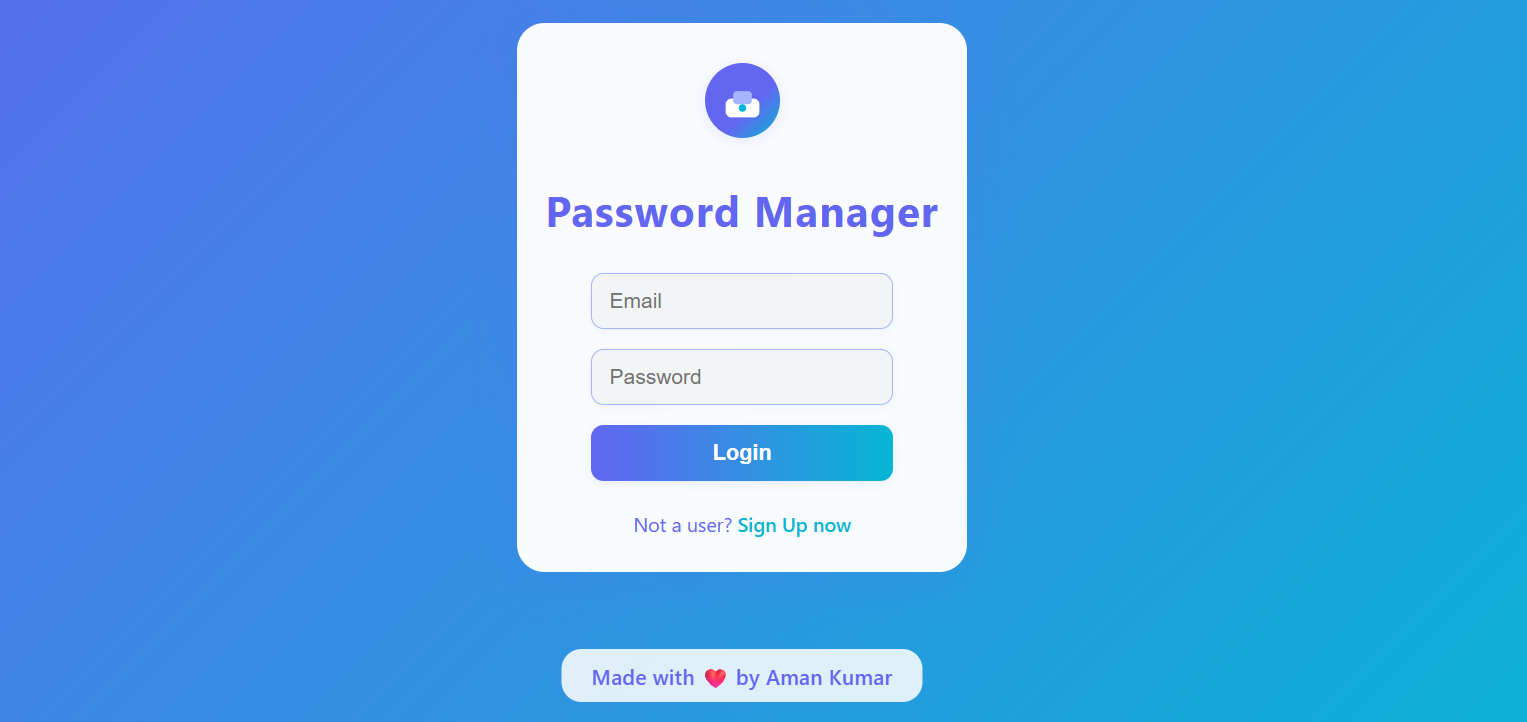 Password Manager
Email
Password
Login
Not a user? Sign Up now
Made with ❤️ by Aman Kumar